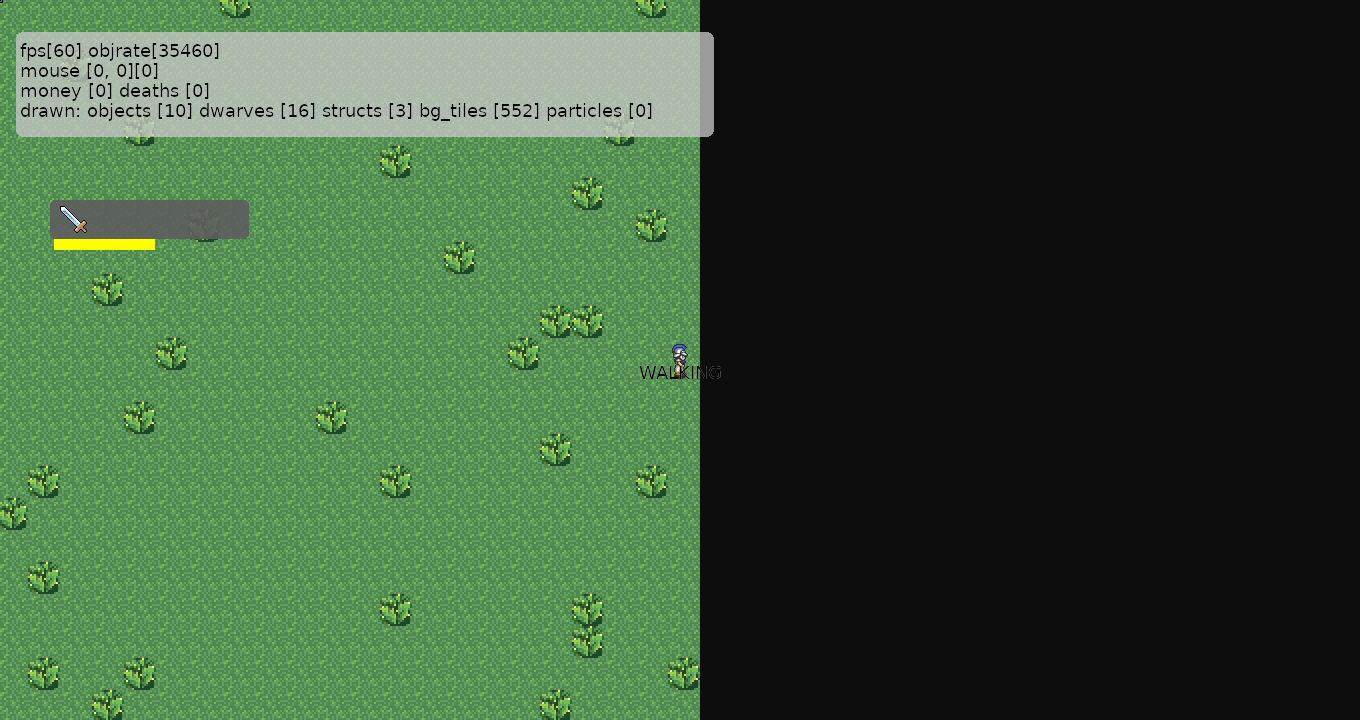 fps[60] objrate[35460]
mouse [0, 0][0]
money [0] deaths [0]
drawn: objects [10] dwarves [16] structs [3] bg_tiles [552] particles [0]
WALKING